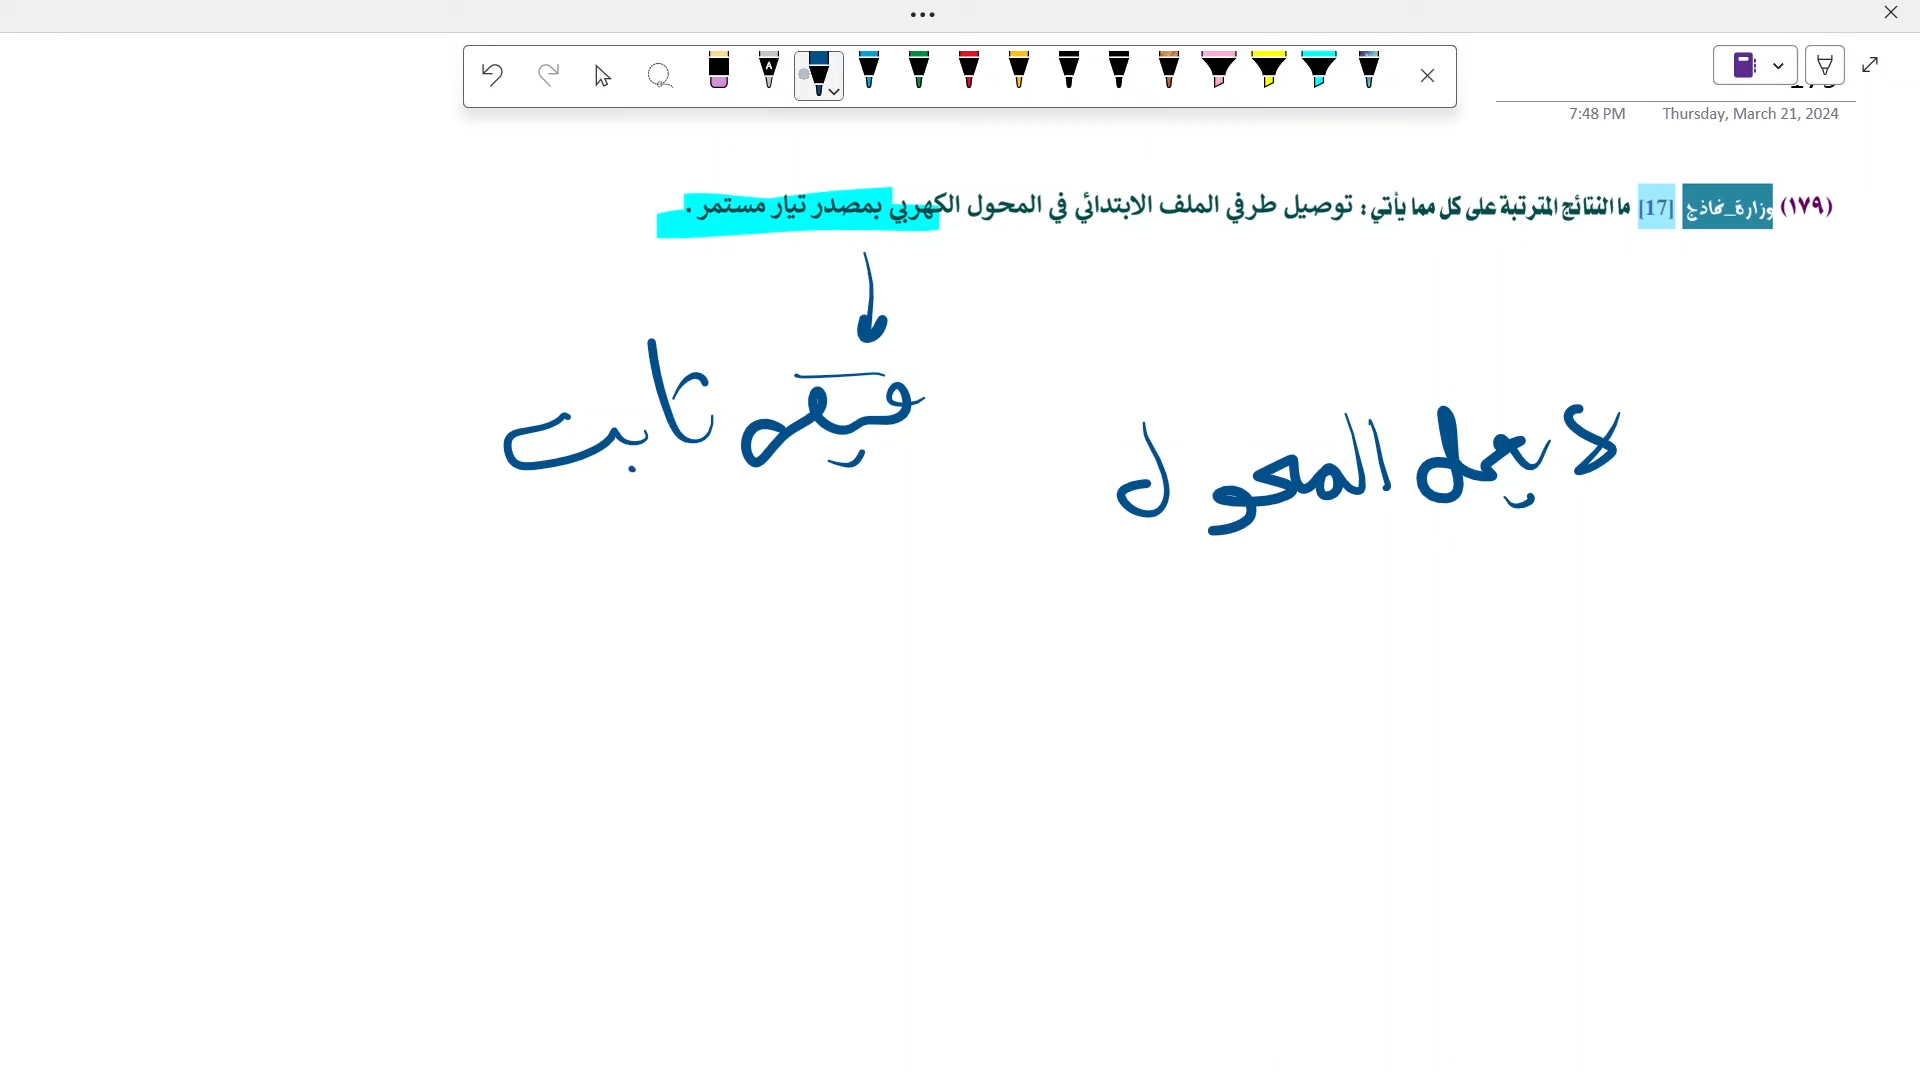 7:48 PM Thursday, March 21, 2024
(١٧٩) وزارة_نماذج [17] ما النتائج المترتبة على كل مما يأتي : توصيل طرفي الملف الابتدائي في المحول الكهربي بمصدر تيار مستمر .
فيضه ثابت
لا يعمل المحول